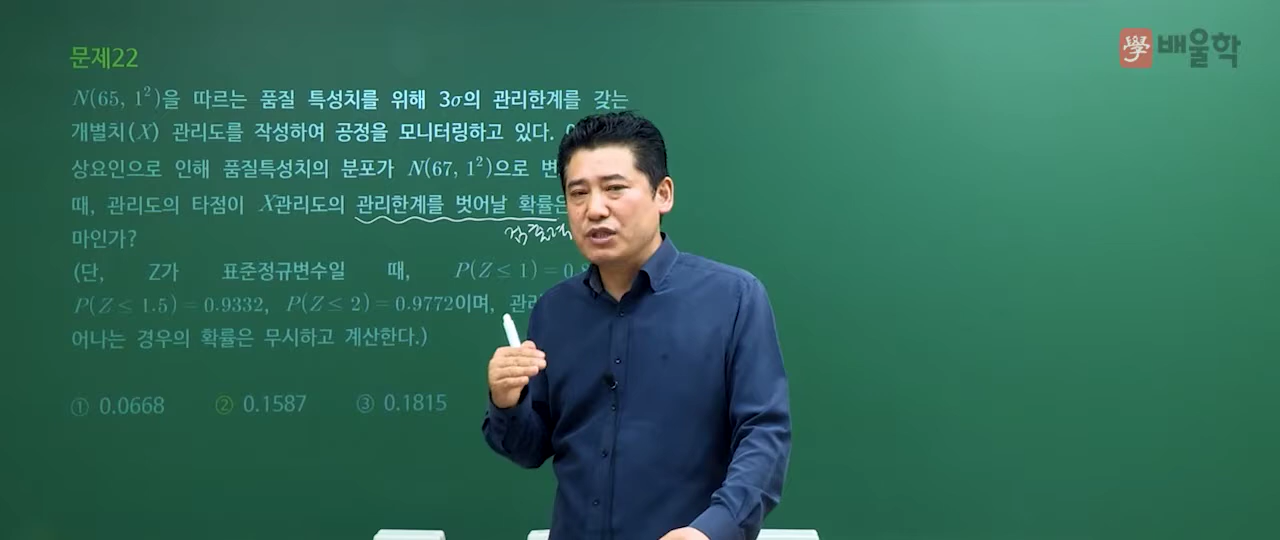 문제22
學 배울학
N(65, 1²)을 따르는 품질 특성치를 위해 3σ의 관리한계를 갖는
개별치(X) 관리도를 작성하여 공정을 모니터링하고 있다.
상요인으로 인해 품질특성치의 분포가 N(67, 1²)으로
때, 관리도의 타점이 X관리도의 관리한계를 벗어날 확률은
검출력
마인가?
(단, Z가 표준정규변수일 때, P(Z ≤ 1) = 0.8
P(Z ≤ 1.5) = 0.9332, P(Z ≤ 2) = 0.9772이며, 관리
어나는 경우의 확률은 무시하고 계산한다.)
① 0.0668 ② 0.1587 ③ 0.1815